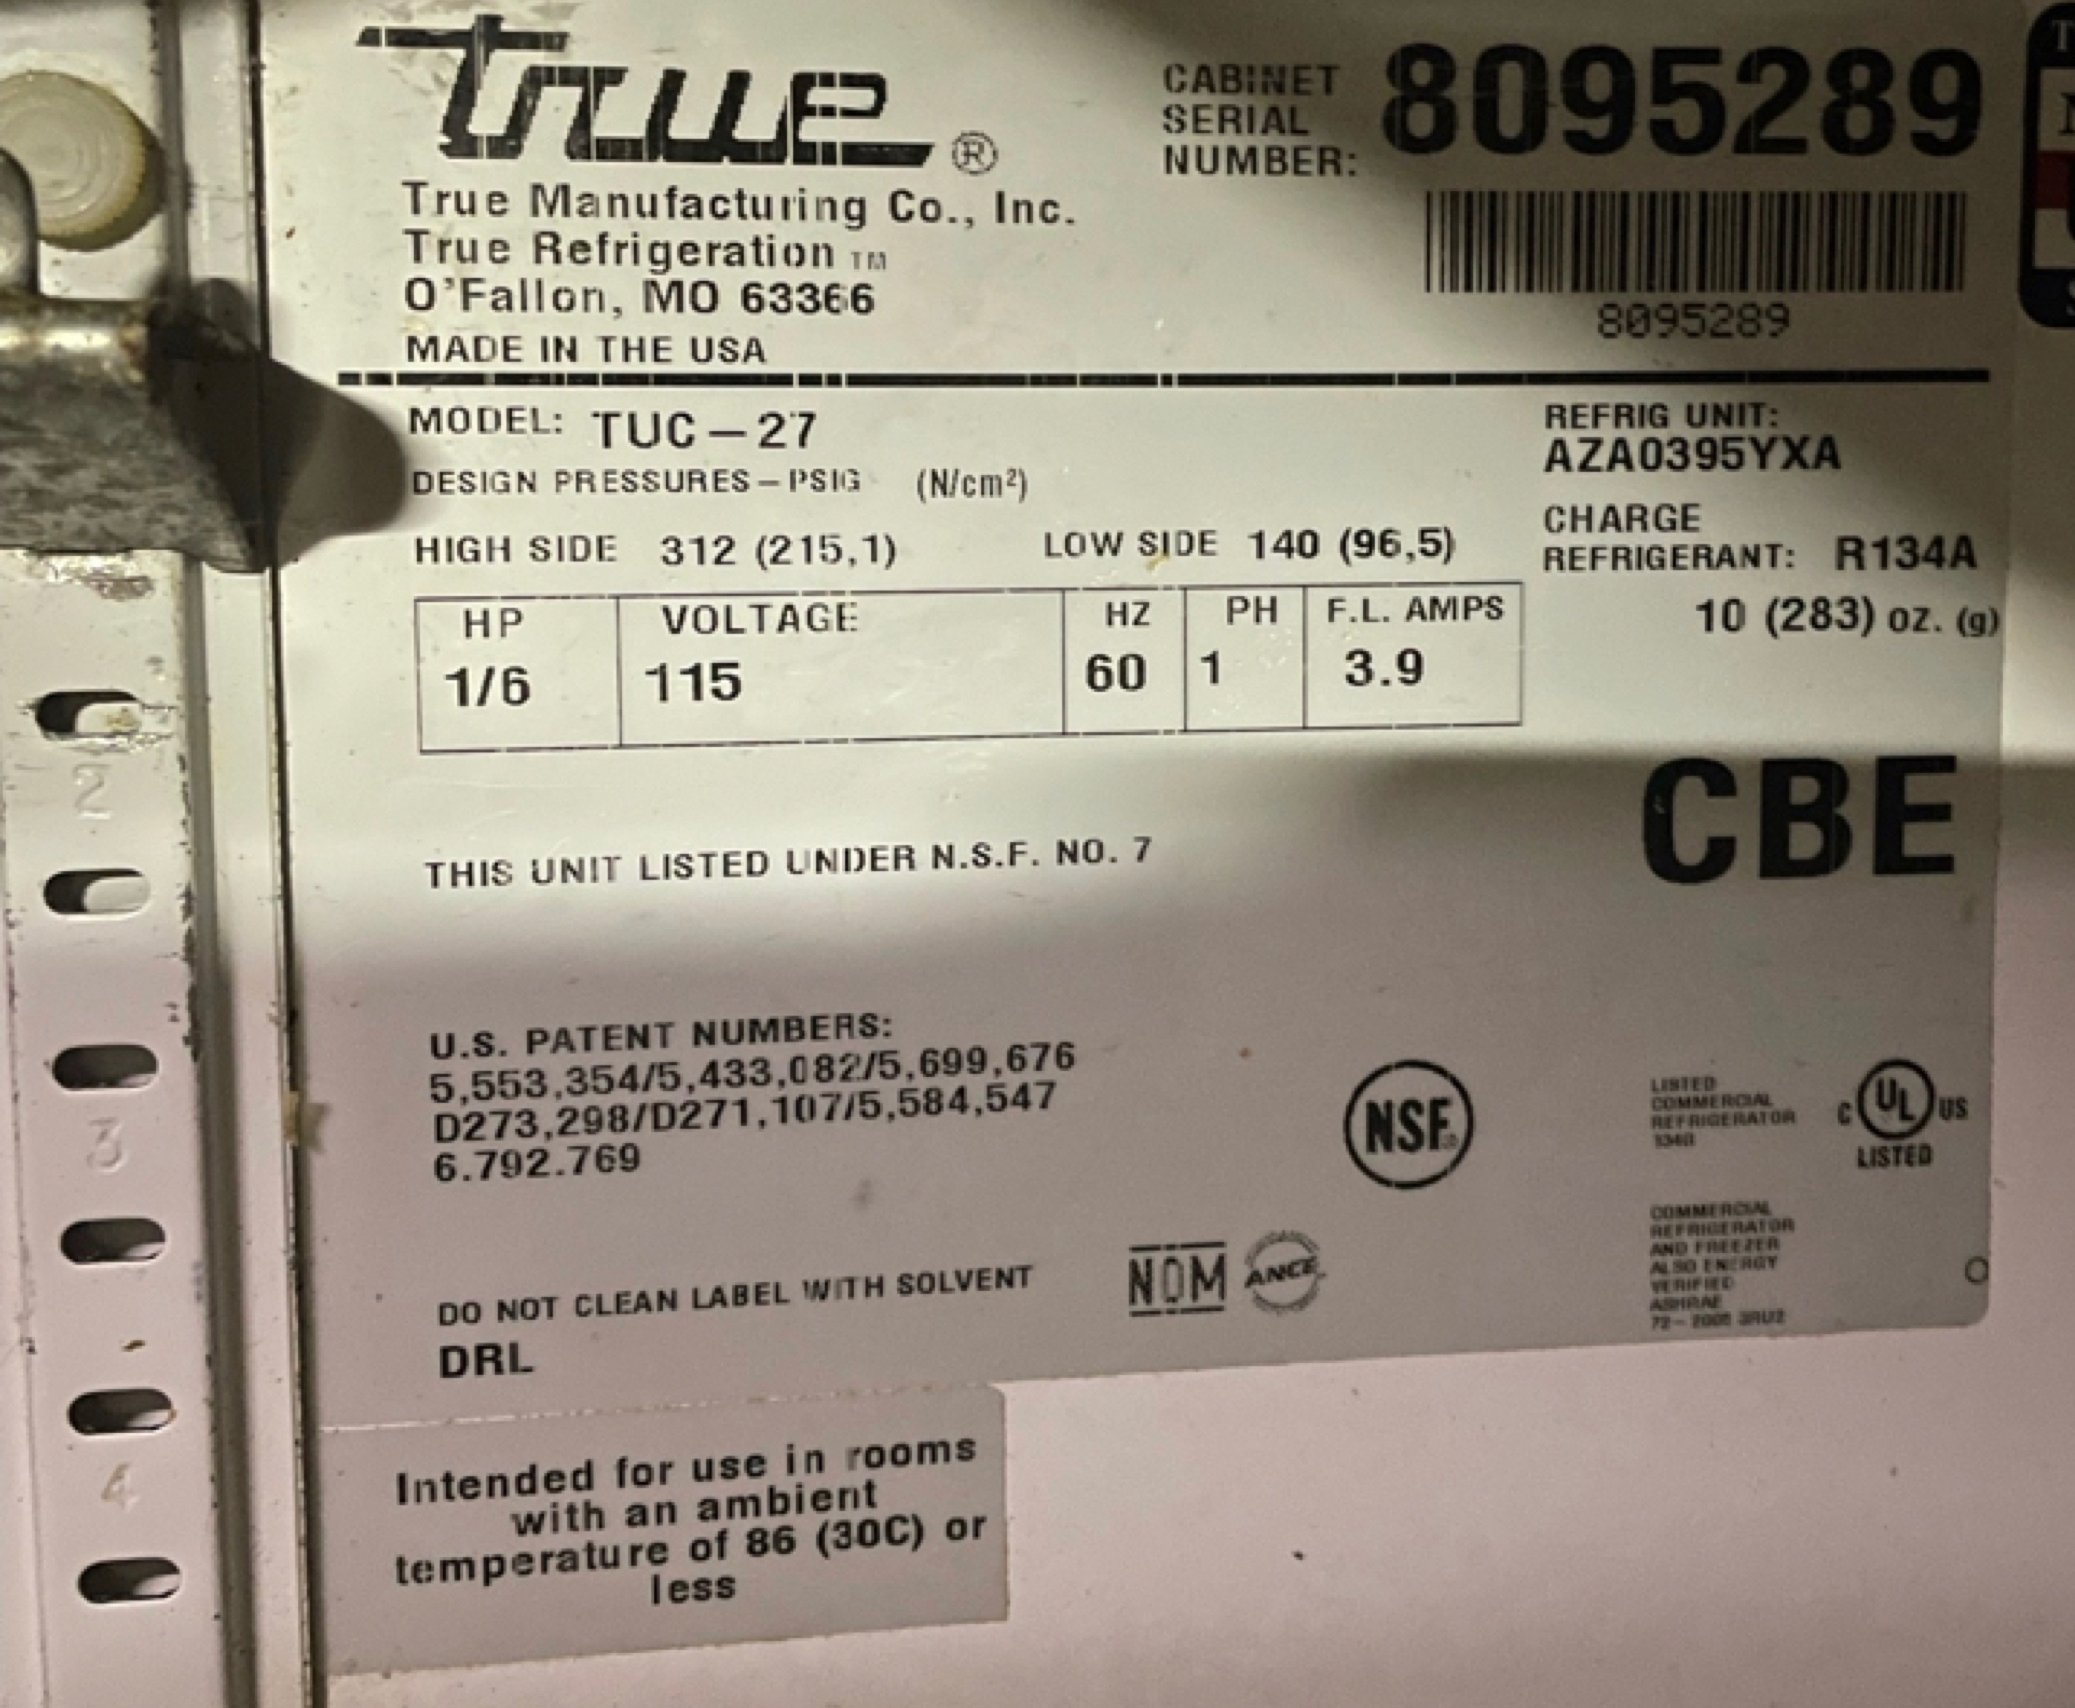 true®
True Manufacturing Co., Inc.
True Refrigeration TM
O'Fallon, MO 63366
MADE IN THE USA
CABINET
SERIAL
NUMBER: 8095289
8095289
MODEL: TUC-27
DESIGN PRESSURES-PSIG (N/cm²)
HIGH SIDE 312 (215,1) LOW SIDE 140 (96,5)
REFRIG UNIT:
AZA0395YXA
CHARGE
REFRIGERANT: R134A
10 (283) oz. (g)
HP VOLTAGE HZ PH F.L. AMPS
1/6 115 60 1 3.9
CBE
THIS UNIT LISTED UNDER N.S.F. NO. 7
U.S. PATENT NUMBERS:
5,553,354/5,433,082/5,699,676
D273,298/D271,107/5,584,547
6.792.769
NSF
LISTED
COMMERCIAL
REFRIGERATOR
C UL US
LISTED
COMMERCIAL
REFRIGERATOR
AND FREEZER
ALSO ENERGY
VERIFIED
ASHRAE
DO NOT CLEAN LABEL WITH SOLVENT
NOM ANCE
DRL
Intended for use in rooms
with an ambient
temperature of 86 (30C) or
less
2
3
4